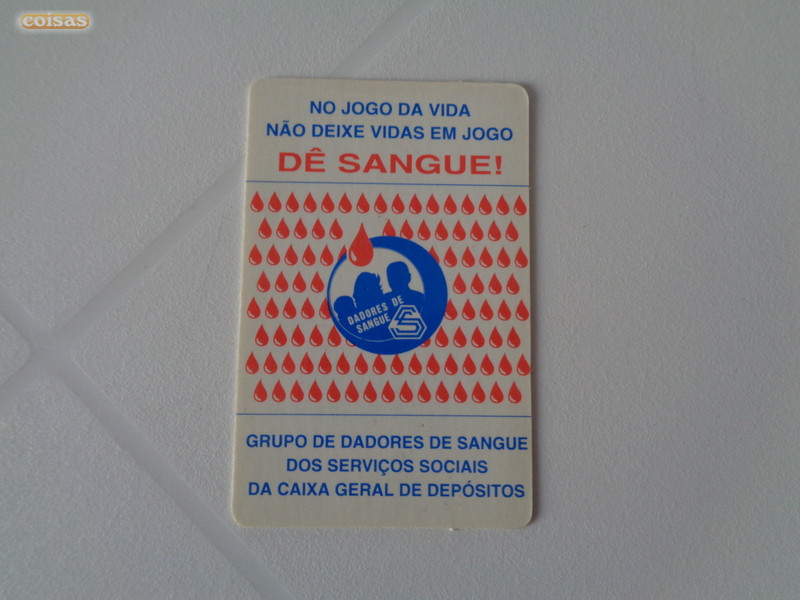 coisas
NO JOGO DA VIDA
NÃO DEIXE VIDAS EM JOGO
DÊ SANGUE!
DADORES DE
SANGUE
GRUPO DE DADORES DE SANGUE
DOS SERVIÇOS SOCIAIS
DA CAIXA GERAL DE DEPÓSITOS